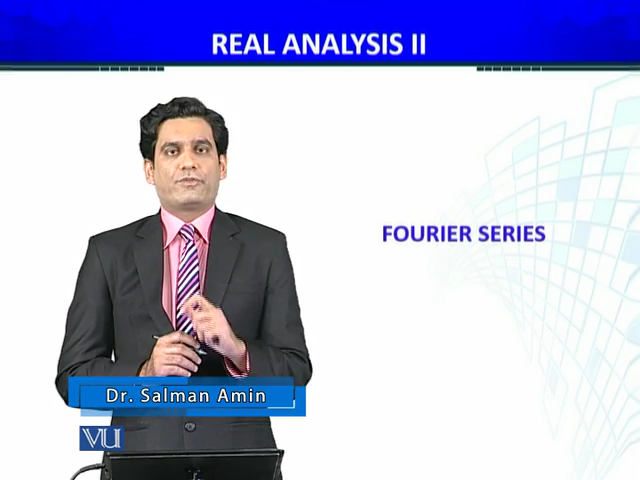 REAL ANALYSIS II
FOURIER SERIES
Dr. Salman Amin
VU